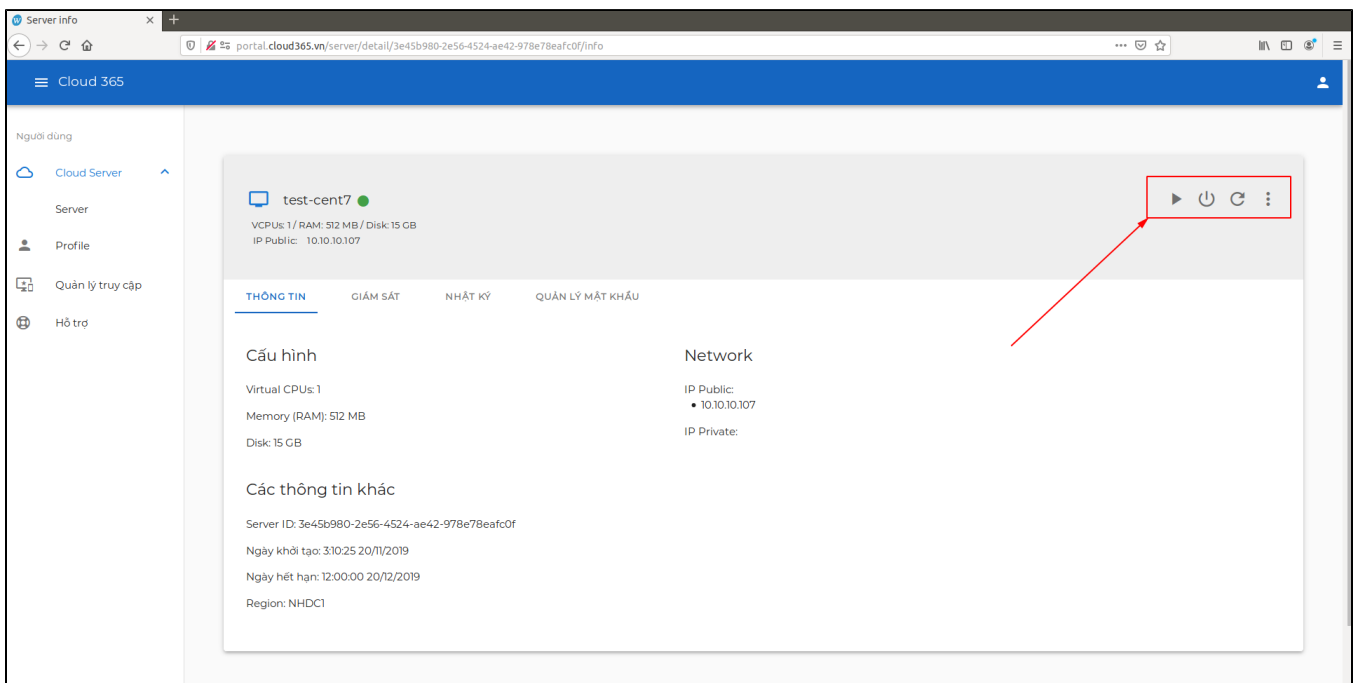 Server info
portal.cloud365.vn/server/detail/3e45b980-2e56-4524-ae42-978e78eafc0f/info
Cloud 365
Người dùng
Cloud Server
Server
Profile
Quản lý truy cập
Hỗ trợ
test-cent7
VCPUs: 1 / RAM: 512 MB / Disk: 15 GB
IP Public: 10.10.10.107
THÔNG TIN GIÁM SÁT NHẬT KÝ QUẢN LÝ MẬT KHẨU
Cấu hình
Virtual CPUs: 1
Memory (RAM): 512 MB
Disk: 15 GB
Network
IP Public:
10.10.10.107
IP Private:
Các thông tin khác
Server ID: 3e45b980-2e56-4524-ae42-978e78eafc0f
Ngày khởi tạo: 3:10:25 20/11/2019
Ngày hết hạn: 12:00:00 20/12/2019
Region: NHDC1